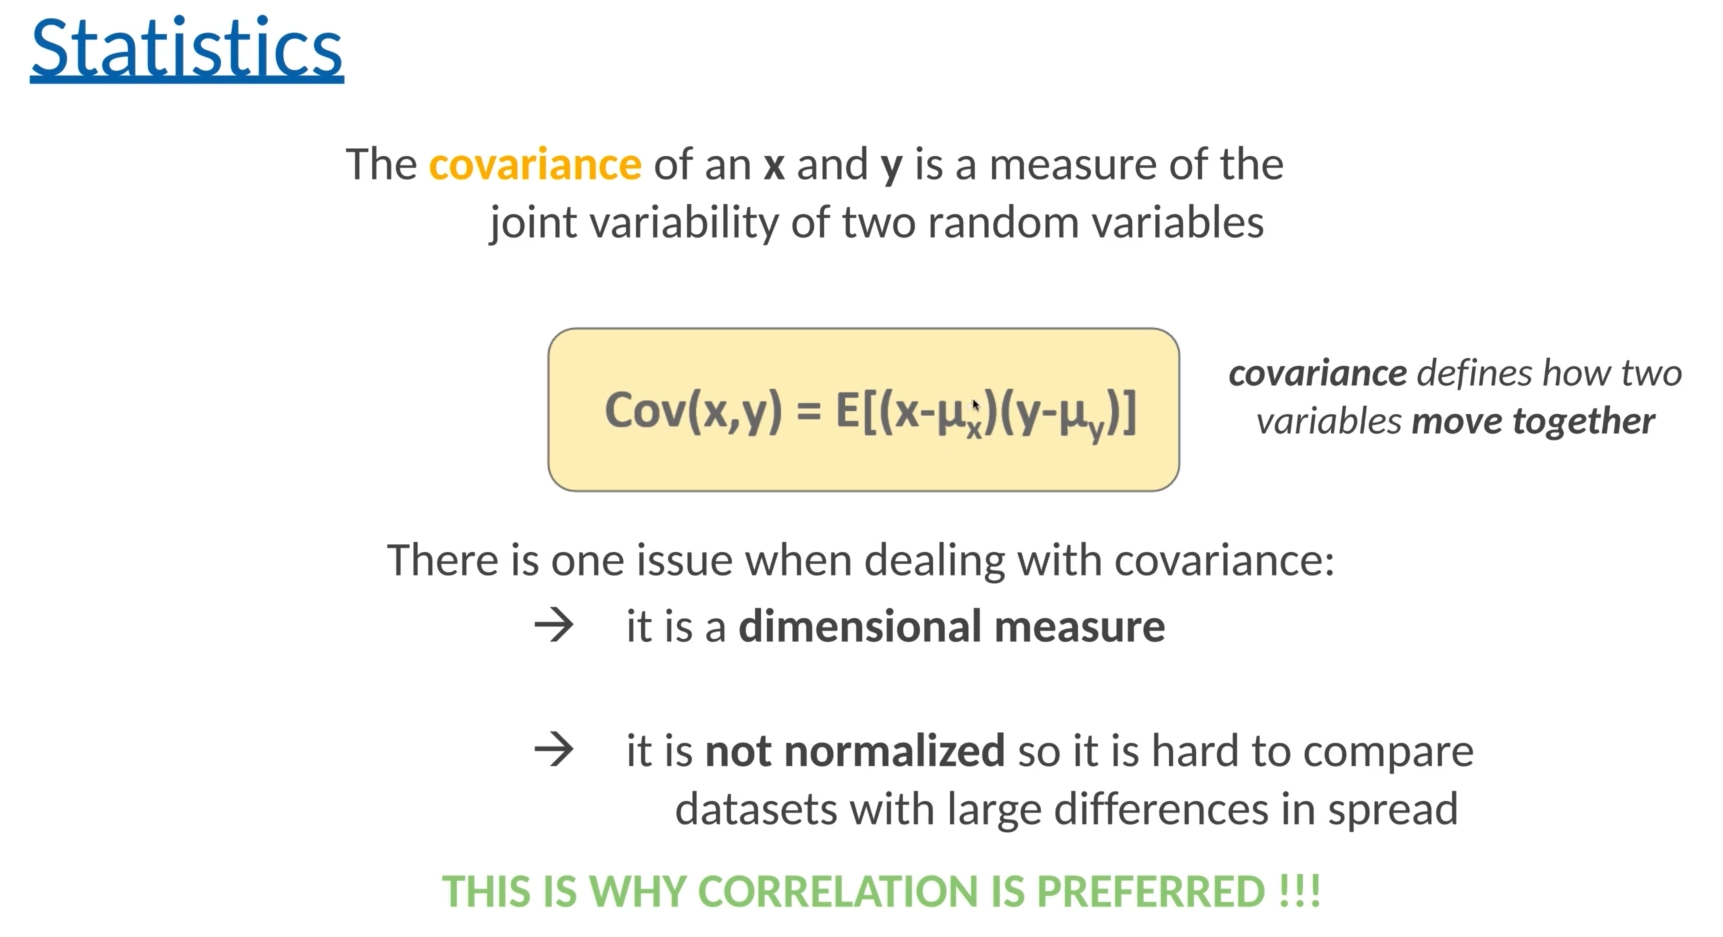 Statistics
The covariance of an x and y is a measure of the
joint variability of two random variables
Cov(x,y) = E[(x-μx)(y-μy)]
covariance defines how two
variables move together
There is one issue when dealing with covariance:
→ it is a dimensional measure
→ it is not normalized so it is hard to compare
datasets with large differences in spread
THIS IS WHY CORRELATION IS PREFERRED !!!